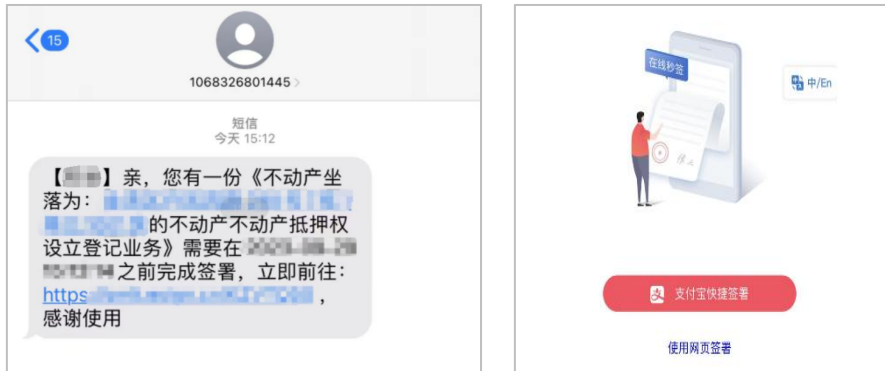 15
1068326801445 >
短信
今天 15:12
【】亲，您有一份《不动产坐
落为：
的不动产不动产抵押权
设立登记业务》需要在
之前完成签署，立即前往：
https ，
感谢使用
在线秒签
中/En
支付宝快捷签署
使用网页签署